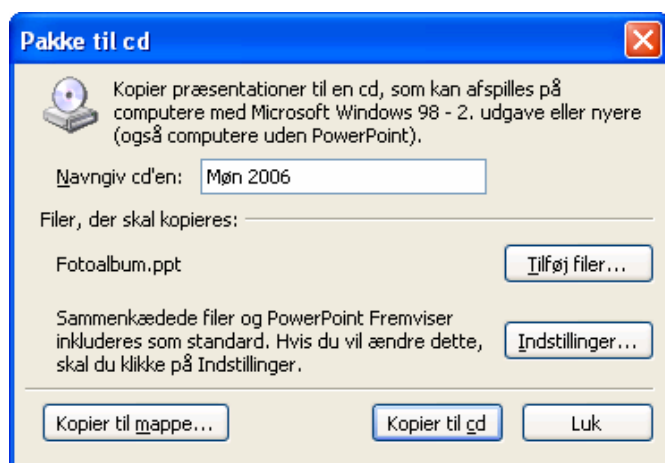 Pakke til cd
Kopier præsentationer til en cd, som kan afspilles på
computere med Microsoft Windows 98 - 2. udgave eller nyere
(også computere uden PowerPoint).
Navngiv cd'en: Møn 2006
Filer, der skal kopieres:
Fotoalbum.ppt
Tilføj filer...
Sammenkædede filer og PowerPoint Fremviser
inkluderes som standard. Hvis du vil ændre dette,
skal du klikke på Indstillinger.
Indstillinger...
Kopier til mappe... Kopier til cd Luk